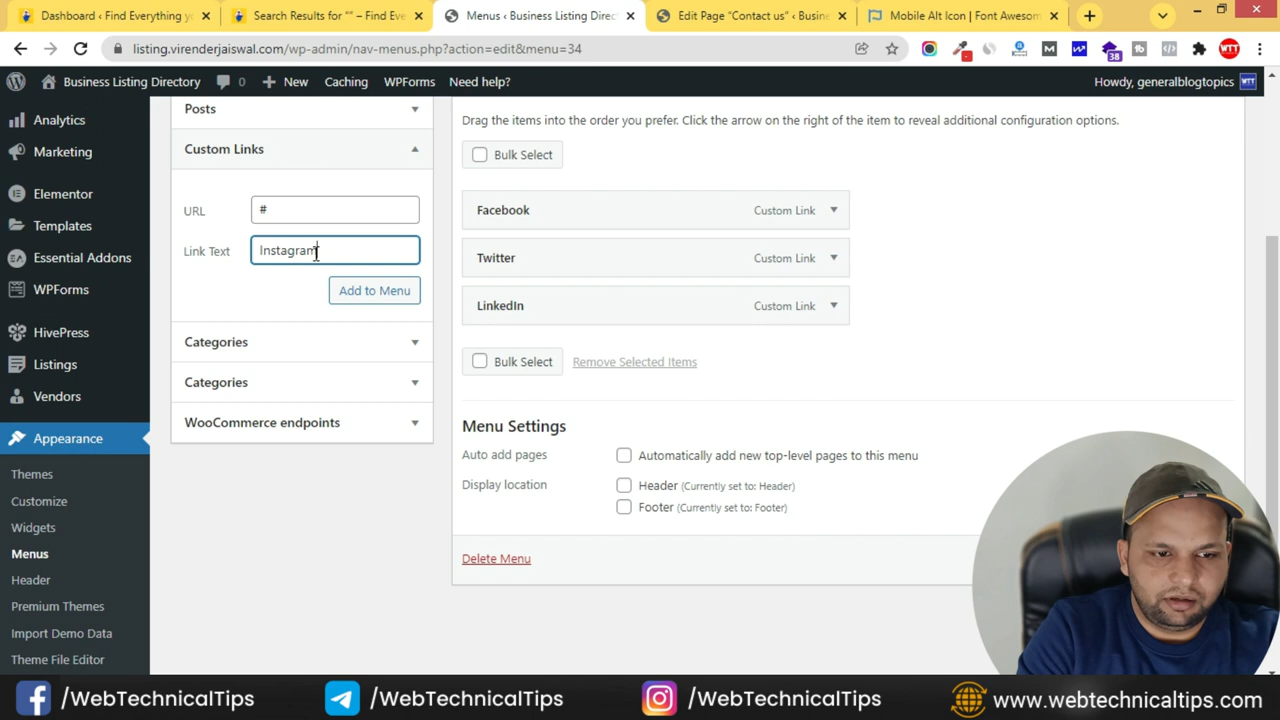 Dashboard ‹ Find Everything yo
Search Results for "" – Find Eve
Menus ‹ Business Listing Direc
Edit Page "Contact us" ‹ Busine
Mobile Alt Icon | Font Awesom
listing.virenderjaiswal.com/wp-admin/nav-menus.php?action=edit&menu=34
38
WTT
Business Listing Directory
0
New
Caching
WPForms
Need help?
Howdy, generalblogtopics
WTT
Analytics
Marketing
Elementor
Templates
Essential Addons
WPForms
HivePress
Listings
Vendors
Appearance
Themes
Customize
Widgets
Menus
Header
Premium Themes
Import Demo Data
Theme File Editor
Posts
Custom Links
URL
#
Link Text
Instagram
Add to Menu
Categories
Categories
WooCommerce endpoints
Drag the items into the order you prefer. Click the arrow on the right of the item to reveal additional configuration options.
Bulk Select
Facebook Custom Link
Twitter Custom Link
LinkedIn Custom Link
Bulk Select Remove Selected Items
Menu Settings
Auto add pages Automatically add new top-level pages to this menu
Display location Header (Currently set to: Header)
Footer (Currently set to: Footer)
Delete Menu
/WebTechnicalTips /WebTechnicalTips /WebTechnicalTips www.webtechnicaltips.com